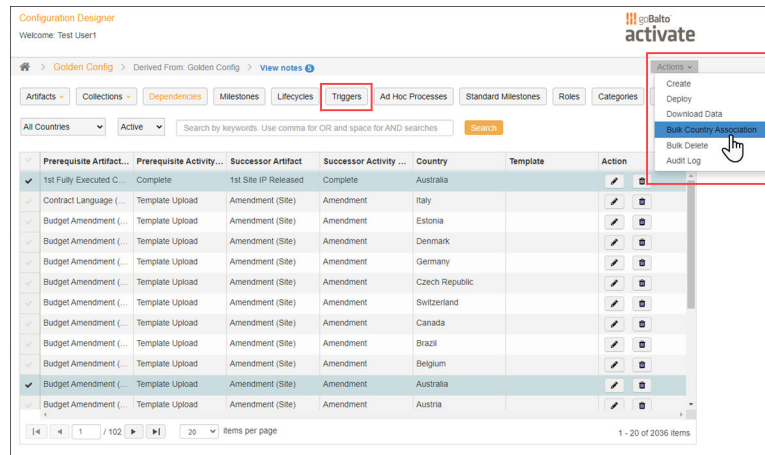 Configuration Designer
Welcome: Test User1
goBalto
activate
> Golden Config > Derived From: Golden Config > View notes 5
Actions
Artifacts Collections Dependencies Milestones Lifecycles Triggers Ad Hoc Processes Standard Milestones Roles Categories
Create
Deploy
Download Data
Bulk Country Association
Bulk Delete
Audit Log
All Countries Active Search by keywords. Use comma for OR and space for AND searches Search
Prerequisite Artifact... Prerequisite Activity... Successor Artifact Successor Activity ... Country Template Action
1st Fully Executed C... Complete 1st Site IP Released Complete Australia
Contract Language (... Template Upload Amendment (Site) Amendment Italy
Budget Amendment (... Template Upload Amendment (Site) Amendment Estonia
Budget Amendment (... Template Upload Amendment (Site) Amendment Denmark
Budget Amendment (... Template Upload Amendment (Site) Amendment Germany
Budget Amendment (... Template Upload Amendment (Site) Amendment Czech Republic
Budget Amendment (... Template Upload Amendment (Site) Amendment Switzerland
Budget Amendment (... Template Upload Amendment (Site) Amendment Canada
Budget Amendment (... Template Upload Amendment (Site) Amendment Brazil
Budget Amendment (... Template Upload Amendment (Site) Amendment Belgium
Budget Amendment (... Template Upload Amendment (Site) Amendment Australia
Budget Amendment (... Template Upload Amendment (Site) Amendment Austria
1 / 102 20 items per page 1 - 20 of 2036 items